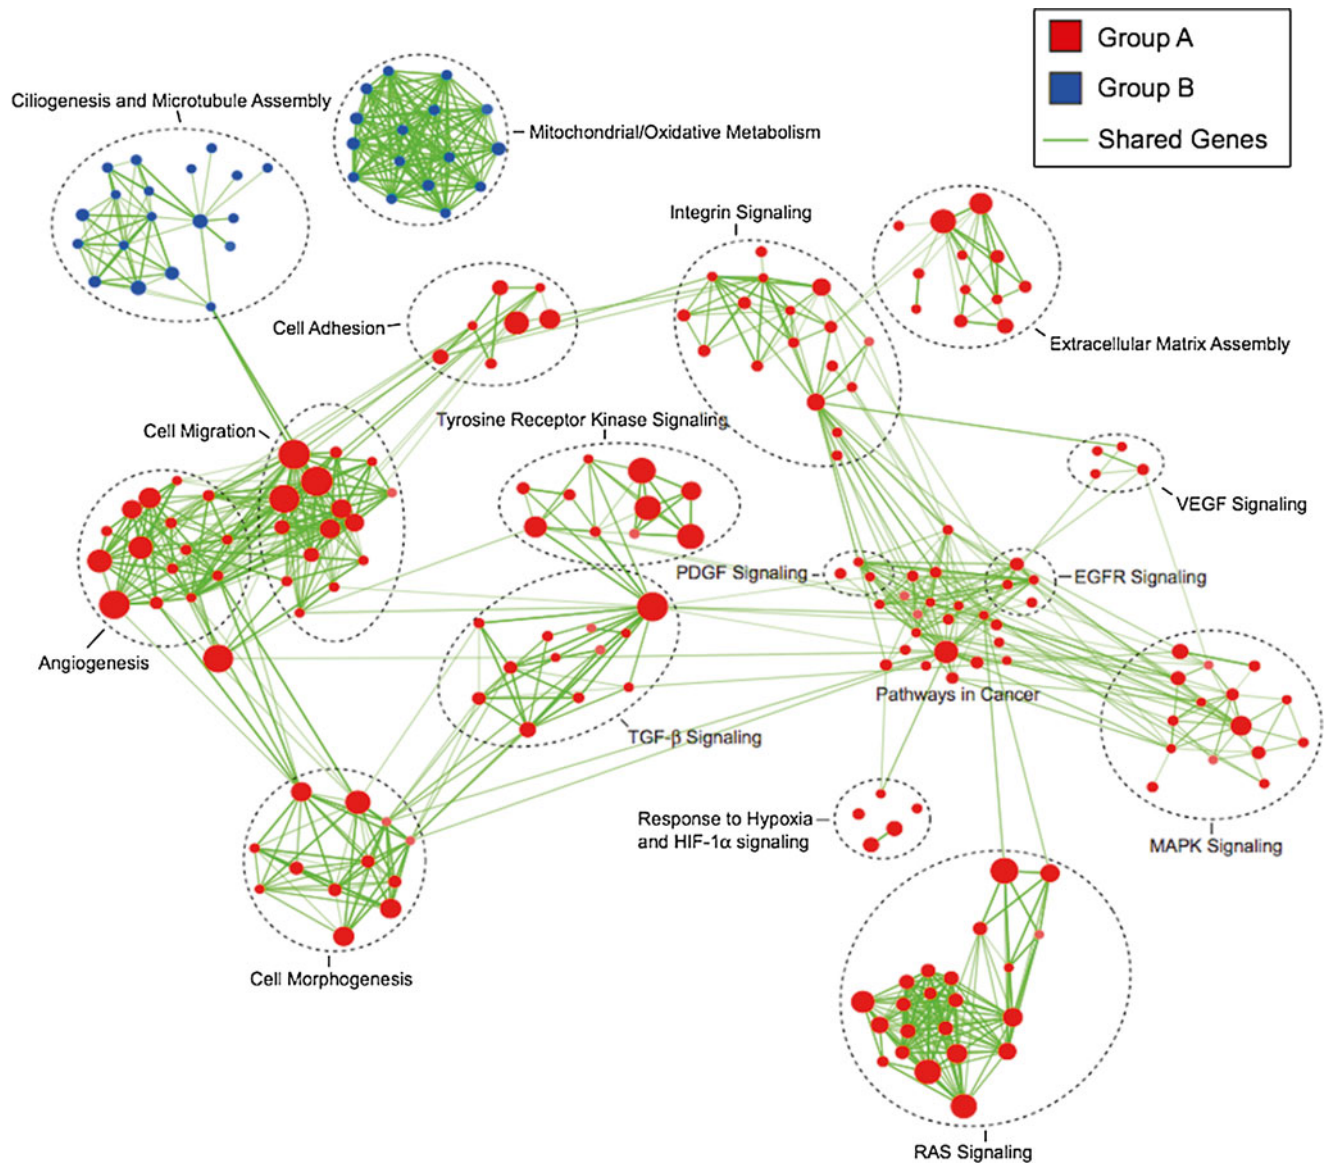 Group A
Group B
Shared Genes
Ciliogenesis and Microtubule Assembly
Mitochondrial/Oxidative Metabolism
Integrin Signaling
Cell Adhesion
Extracellular Matrix Assembly
Cell Migration
Tyrosine Receptor Kinase Signaling
VEGF Signaling
PDGF Signaling
EGFR Signaling
Angiogenesis
Pathways in Cancer
TGF-β Signaling
Response to Hypoxia
and HIF-1α signaling
MAPK Signaling
Cell Morphogenesis
RAS Signaling